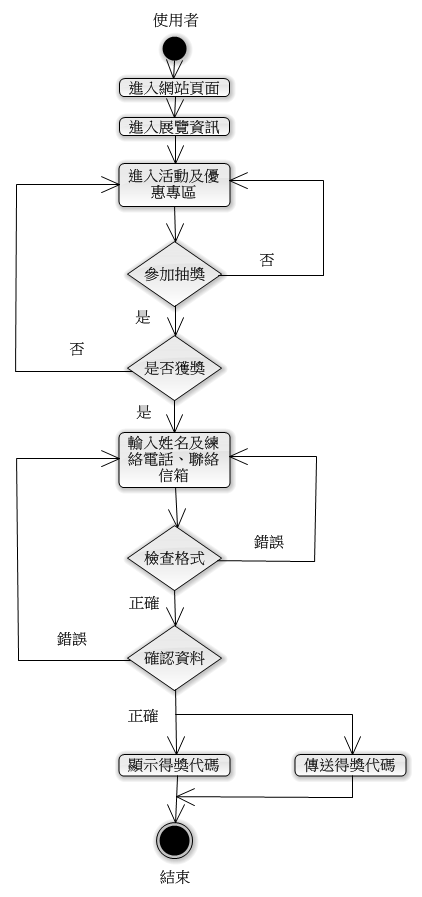 使用者
進入網站頁面
進入展覽資訊
進入活動及優
惠專區
參加抽獎
否
是
是否獲獎
否
是
輸入姓名及練
絡電話、聯絡
信箱
檢查格式
錯誤
正確
確認資料
錯誤
正確
顯示得獎代碼
傳送得獎代碼
結束